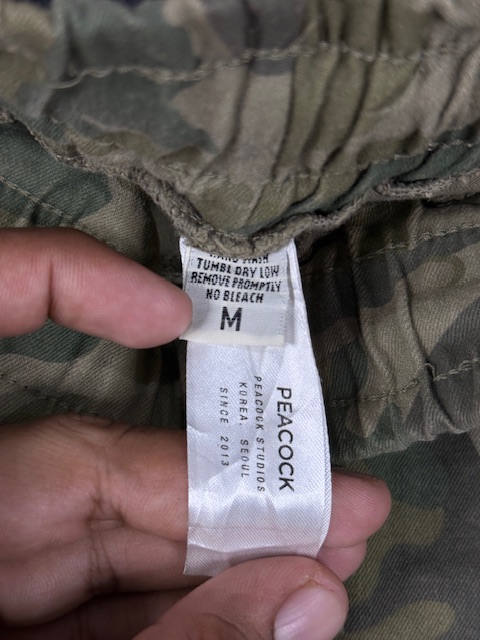 TUMBL DRY LOW
REMOVE PROMPTLY
NO BLEACH
M
PEACOCK
PEACOCK STUDIOS
KOREA, SEOUL
SINCE 2013